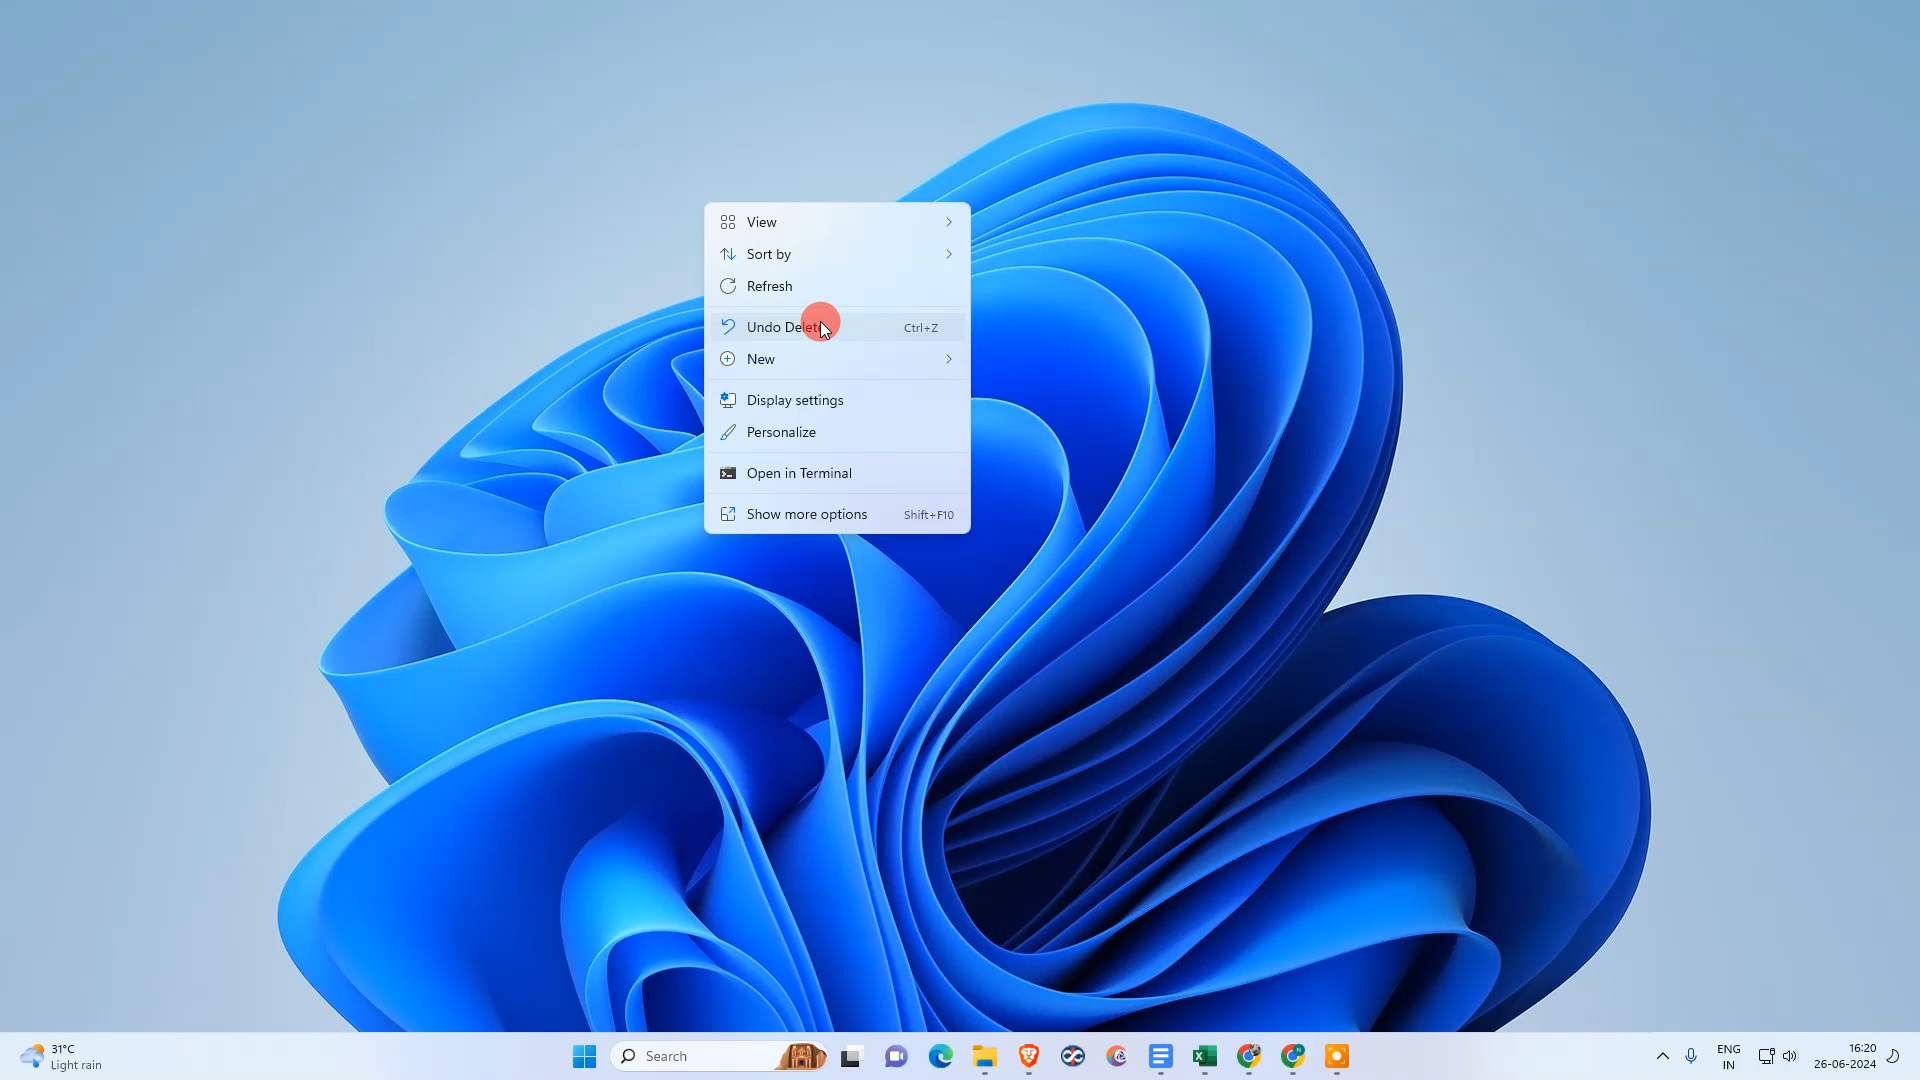 View
Sort by
Refresh
Undo Delete Ctrl+Z
New
Display settings
Personalize
Open in Terminal
Show more options Shift+F10
31°C
Light rain
Search
ENG
IN
16:20
26-06-2024